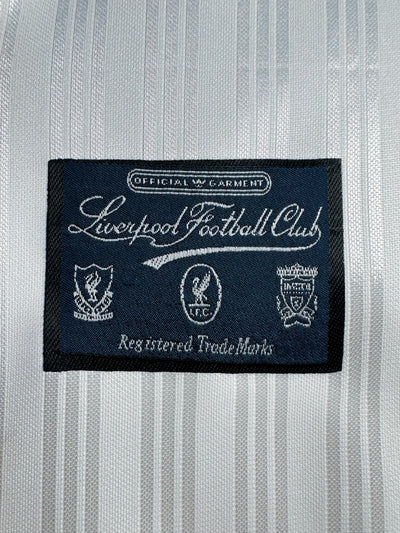 OFFICIAL GARMENT
Liverpool Football Club
L.F.C
Registered Trade Marks